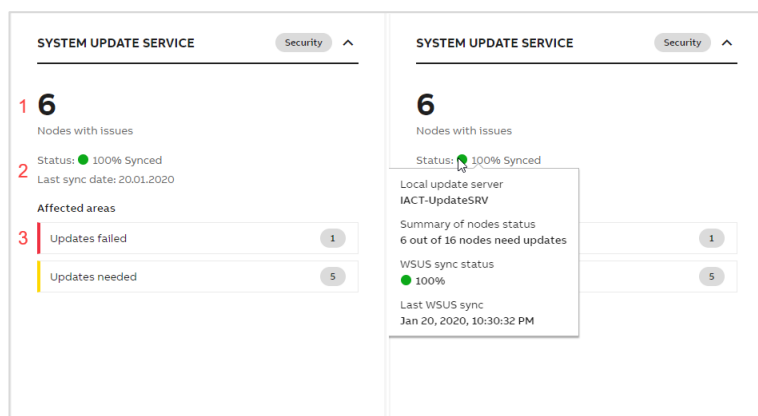 SYSTEM UPDATE SERVICE
Security
1 6
Nodes with issues
2
Status: 100% Synced
Last sync date: 20.01.2020
Affected areas
3 Updates failed 1
Updates needed 5
SYSTEM UPDATE SERVICE
Security
6
Nodes with issues
Status: 100% Synced
Local update server
IACT-UpdateSRV
Summary of nodes status
6 out of 16 nodes need updates
WSUS sync status
100%
Last WSUS sync
Jan 20, 2020, 10:30:32 PM
1
5